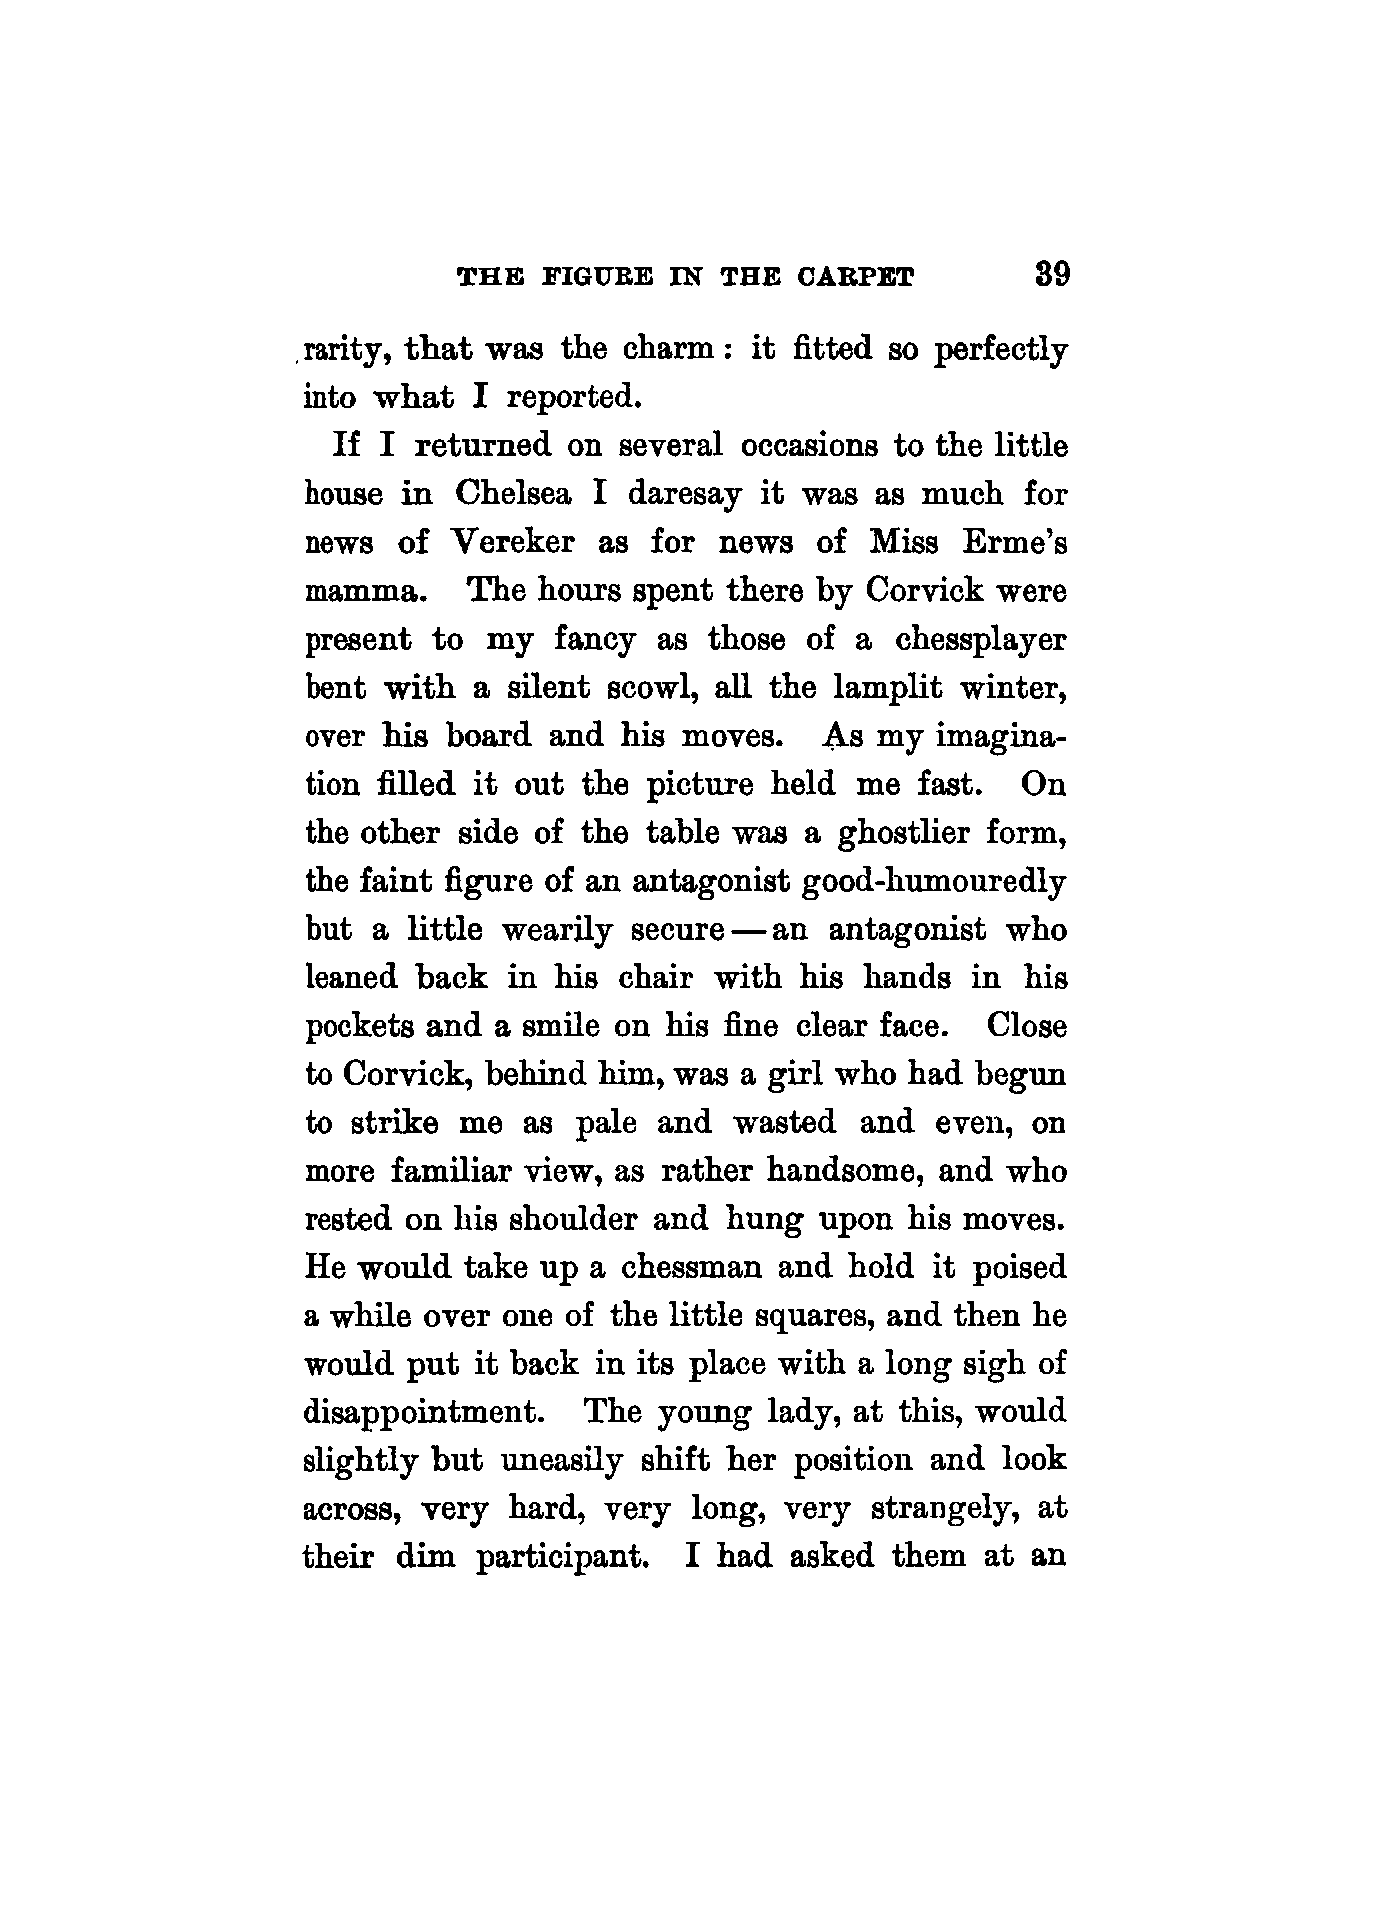 THE FIGURE IN THE CARPET 39
rarity, that was the charm: it fitted so perfectly
into what I reported.
If I returned on several occasions to the little
house in Chelsea I daresay it was as much for
news of Vereker as for news of Miss Erme's
mamma. The hours spent there by Corvick were
present to my fancy as those of a chessplayer
bent with a silent scowl, all the lamplit winter,
over his board and his moves. As my imagina-
tion filled it out the picture held me fast. On
the other side of the table was a ghostlier form,
the faint figure of an antagonist good-humouredly
but a little wearily secure—an antagonist who
leaned back in his chair with his hands in his
pockets and a smile on his fine clear face. Close
to Corvick, behind him, was a girl who had begun
to strike me as pale and wasted and even, on
more familiar view, as rather handsome, and who
rested on his shoulder and hung upon his moves.
He would take up a chessman and hold it poised
a while over one of the little squares, and then he
would put it back in its place with a long sigh of
disappointment. The young lady, at this, would
slightly but uneasily shift her position and look
across, very hard, very long, very strangely, at
their dim participant. I had asked them at an